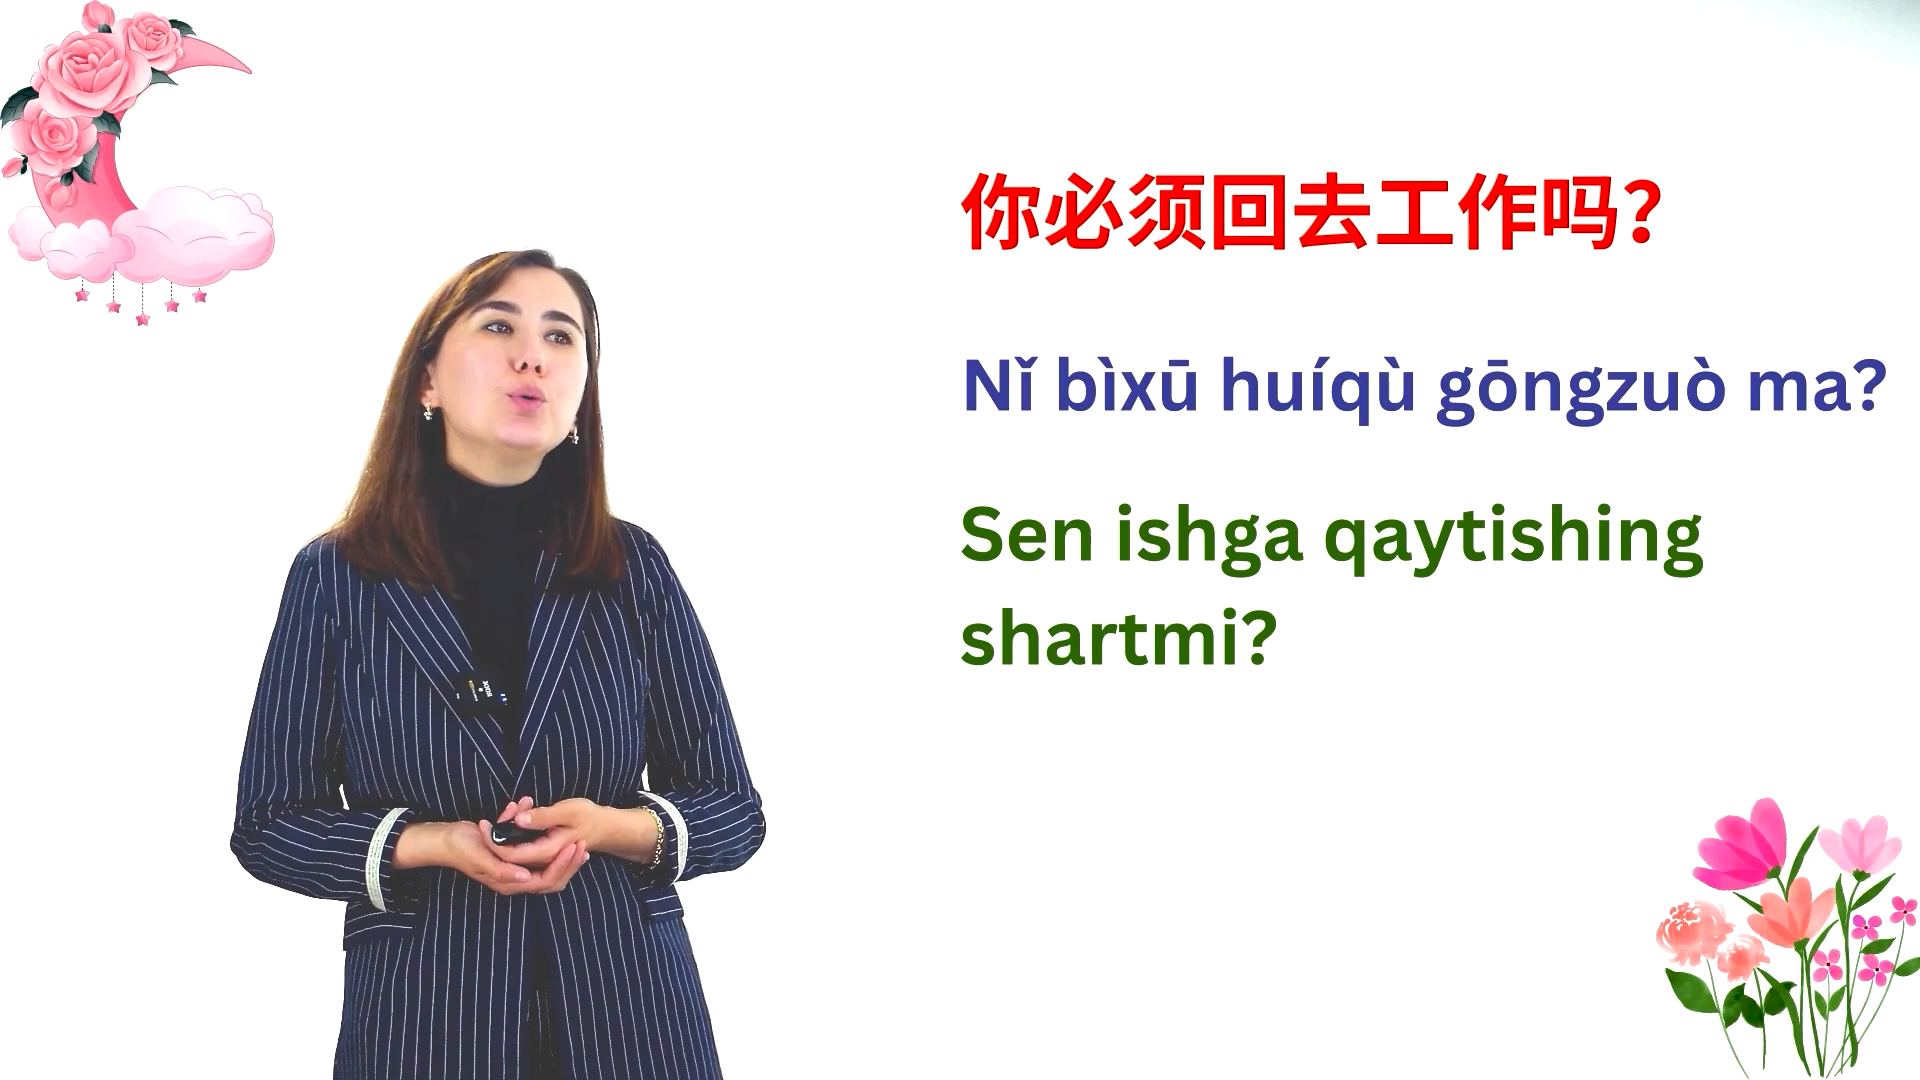 你必须回去工作吗？
Nǐ bìxū huíqù gōngzuò ma?
Sen ishga qaytishing
shartmi?